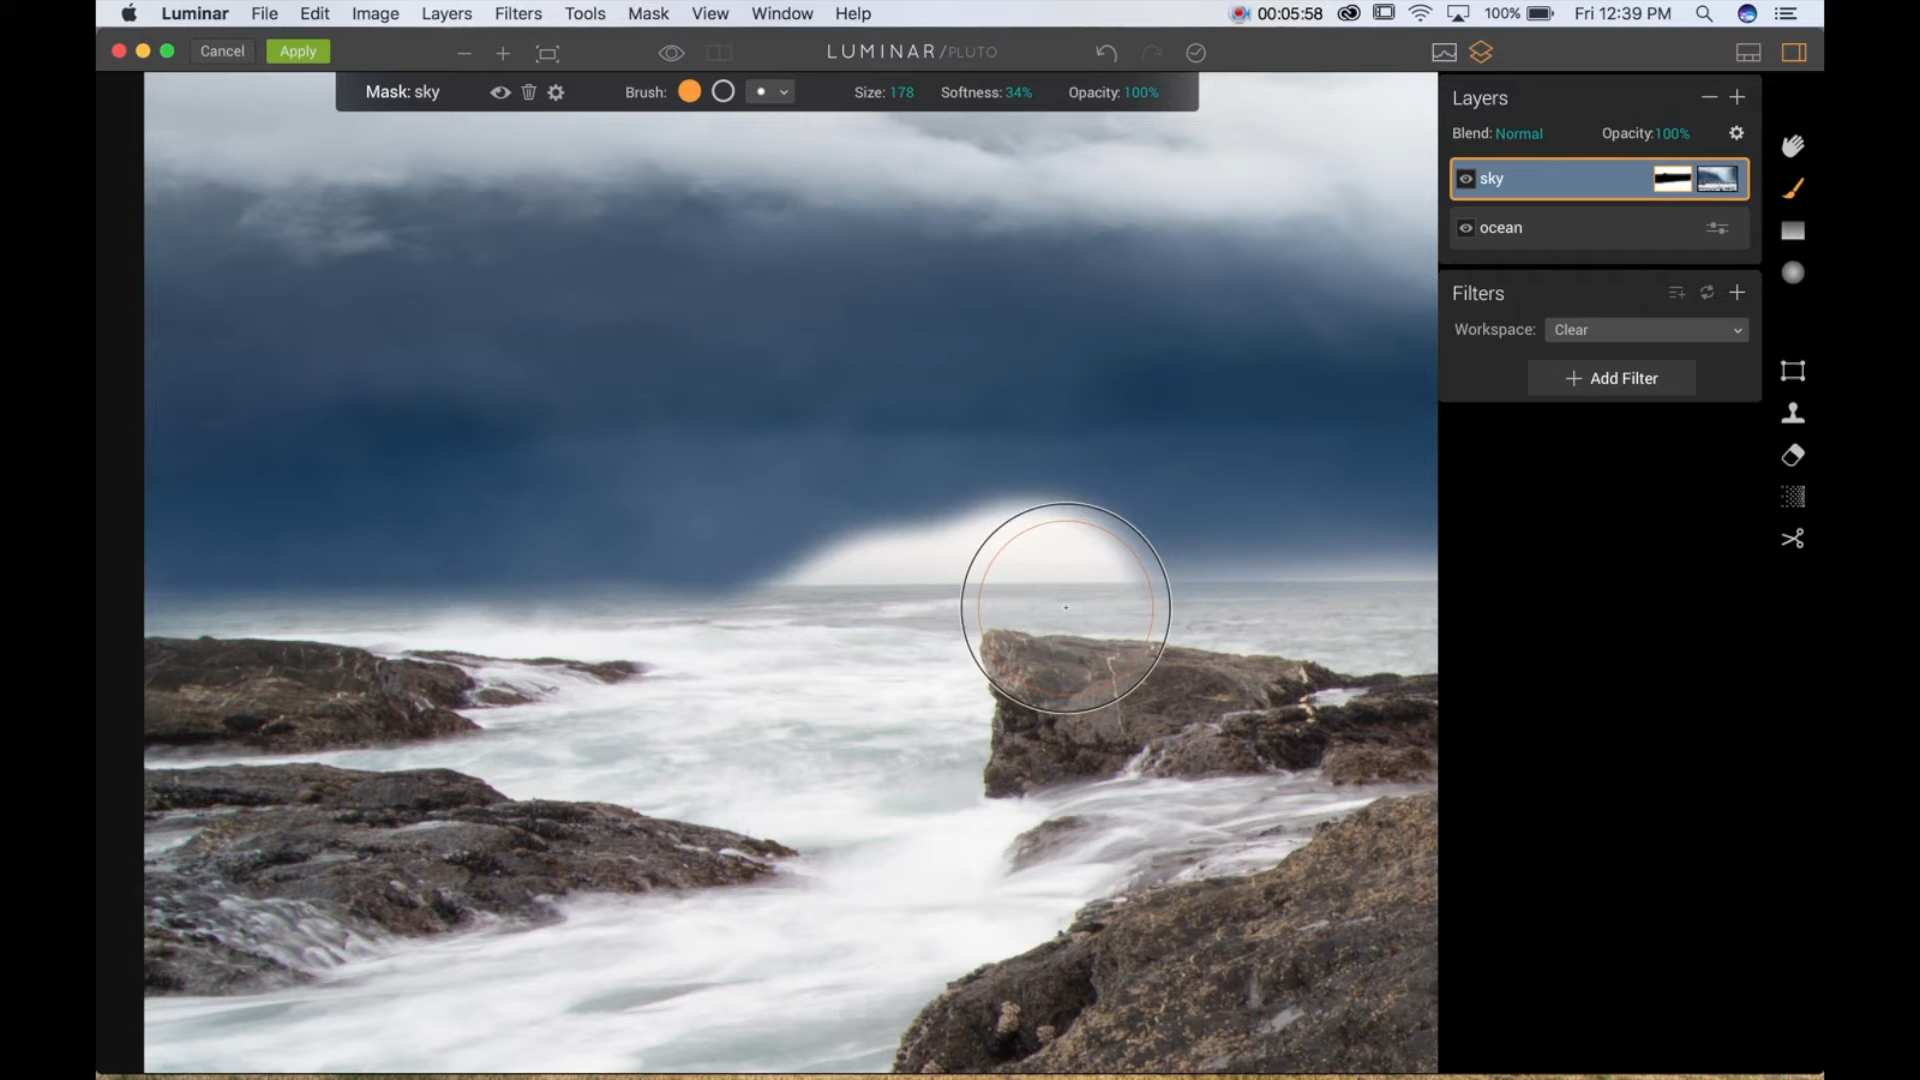 Luminar File Edit Image Layers Filters Tools Mask View Window Help 00:05:58 100% Fri 12:39 PM
Cancel Apply LUMINAR/PLUTO
Mask: sky Brush: Size: 178 Softness: 34% Opacity: 100%
Layers
Blend: Normal Opacity:100%
sky
ocean
Filters
Workspace: Clear
Add Filter